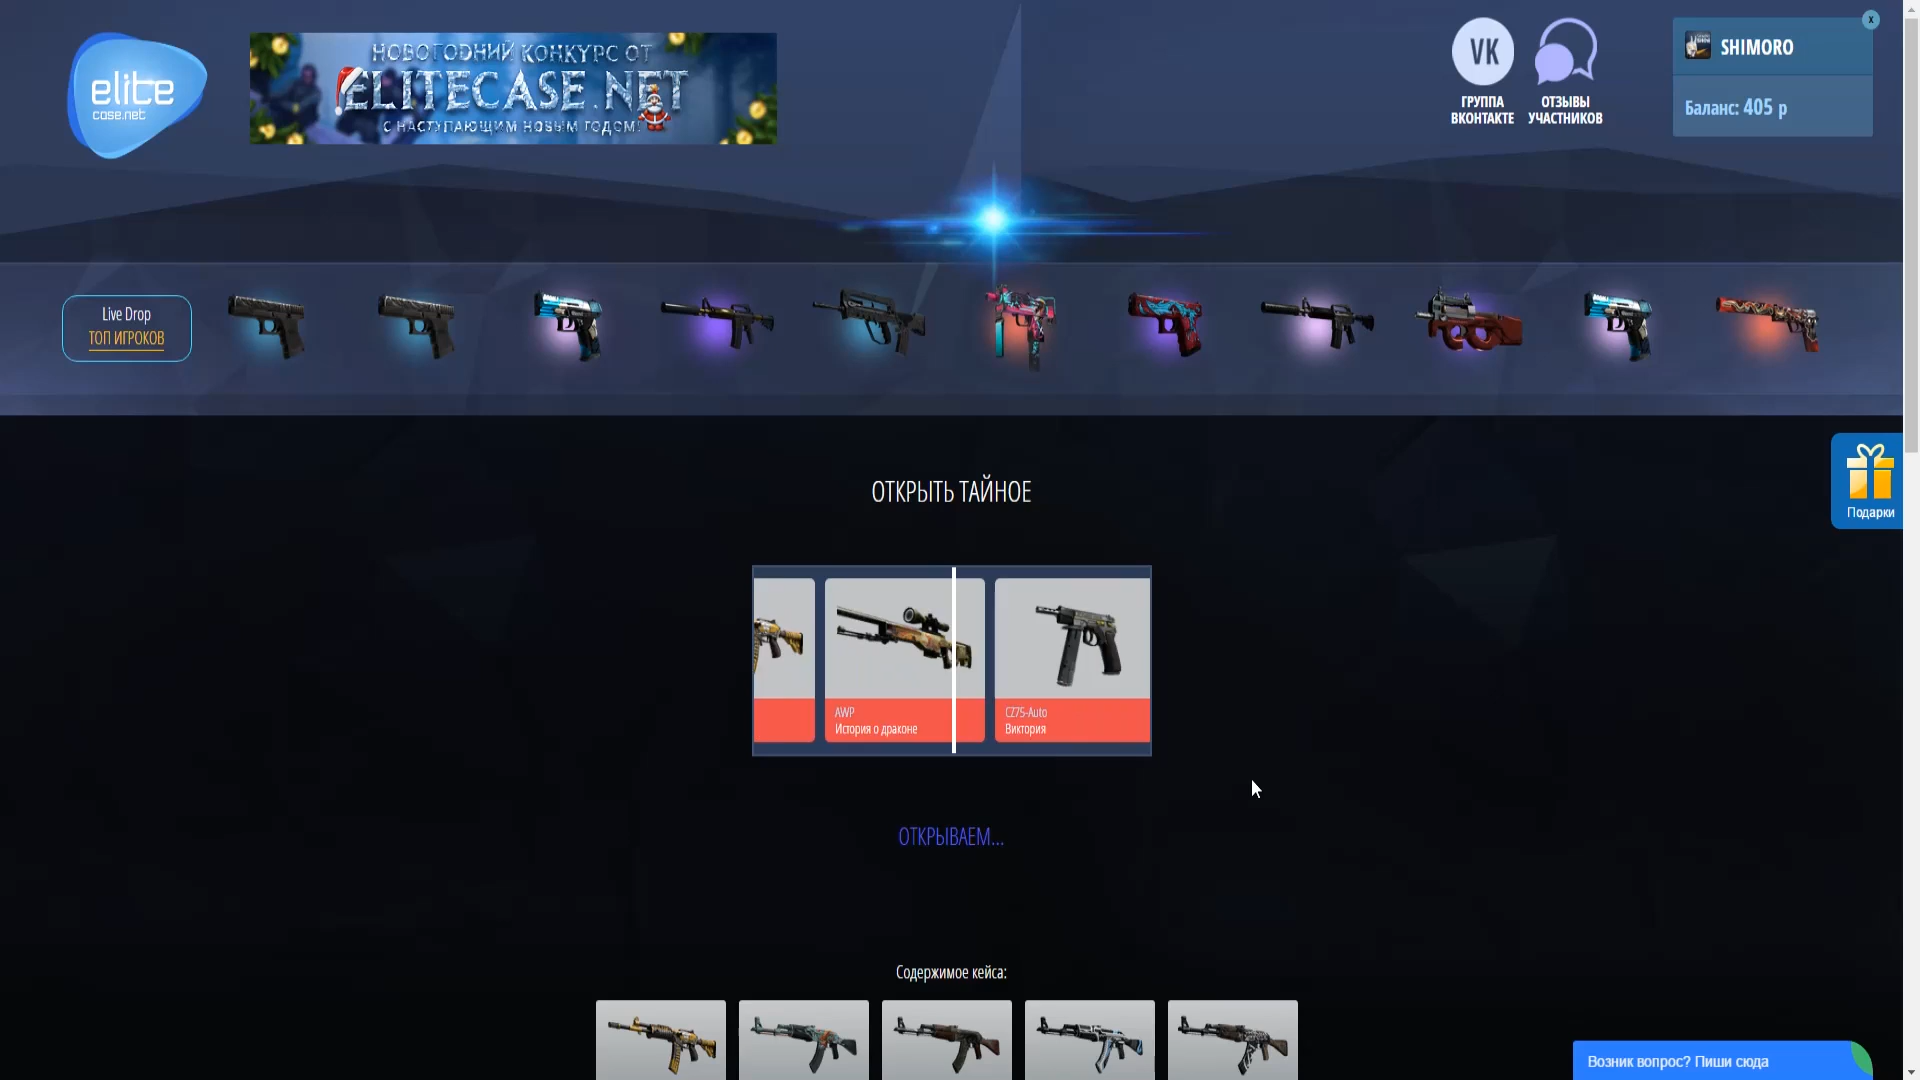 elite
case.net
НОВОГОДНИЙ КОНКУРС ОТ
ELITECASE.NET
С НАСТУПАЮЩИМ НОВЫМ ГОДОМ!
VK
ГРУППА
ВКОНТАКТЕ
ОТЗЫВЫ
УЧАСТНИКОВ
x
SHIMORO
Баланс: 405 р
Live Drop
ТОП ИГРОКОВ
Подарки
ОТКРЫТЬ ТАЙНОЕ
AWP
История о драконе
CZ75-Auto
Виктория
ОТКРЫВАЕМ...
Содержимое кейса:
Возник вопрос? Пиши сюда